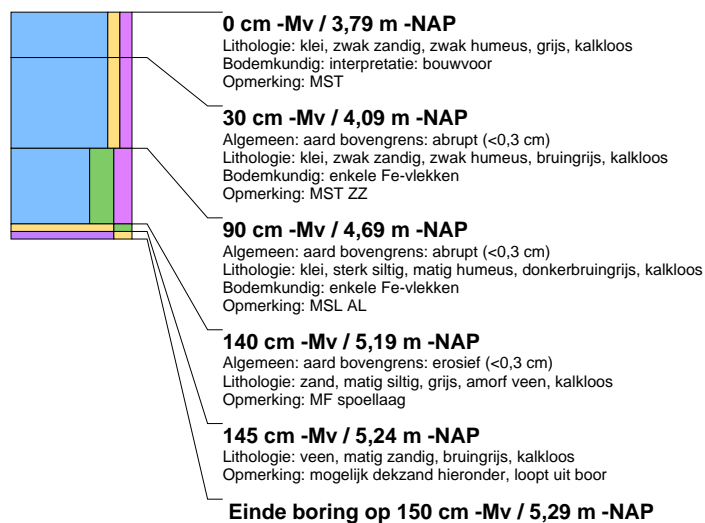 0 cm -Mv / 3,79 m -NAP
Lithologie: klei, zwak zandig, zwak humeus, grijs, kalkloos
Bodemkundig: interpretatie: bouwvoor
Opmerking: MST
30 cm -Mv / 4,09 m -NAP
Algemeen: aard bovengrens: abrupt (<0,3 cm)
Lithologie: klei, zwak zandig, zwak humeus, bruingrijs, kalkloos
Bodemkundig: enkele Fe-vlekken
Opmerking: MST ZZ
90 cm -Mv / 4,69 m -NAP
Algemeen: aard bovengrens: abrupt (<0,3 cm)
Lithologie: klei, sterk siltig, matig humeus, donkerbruingrijs, kalkloos
Bodemkundig: enkele Fe-vlekken
Opmerking: MSL AL
140 cm -Mv / 5,19 m -NAP
Algemeen: aard bovengrens: erosief (<0,3 cm)
Lithologie: zand, matig siltig, grijs, amorf veen, kalkloos
Opmerking: MF spoellaag
145 cm -Mv / 5,24 m -NAP
Lithologie: veen, matig zandig, bruingrijs, kalkloos
Opmerking: mogelijk dekzand hieronder, loopt uit boor
Einde boring op 150 cm -Mv / 5,29 m -NAP